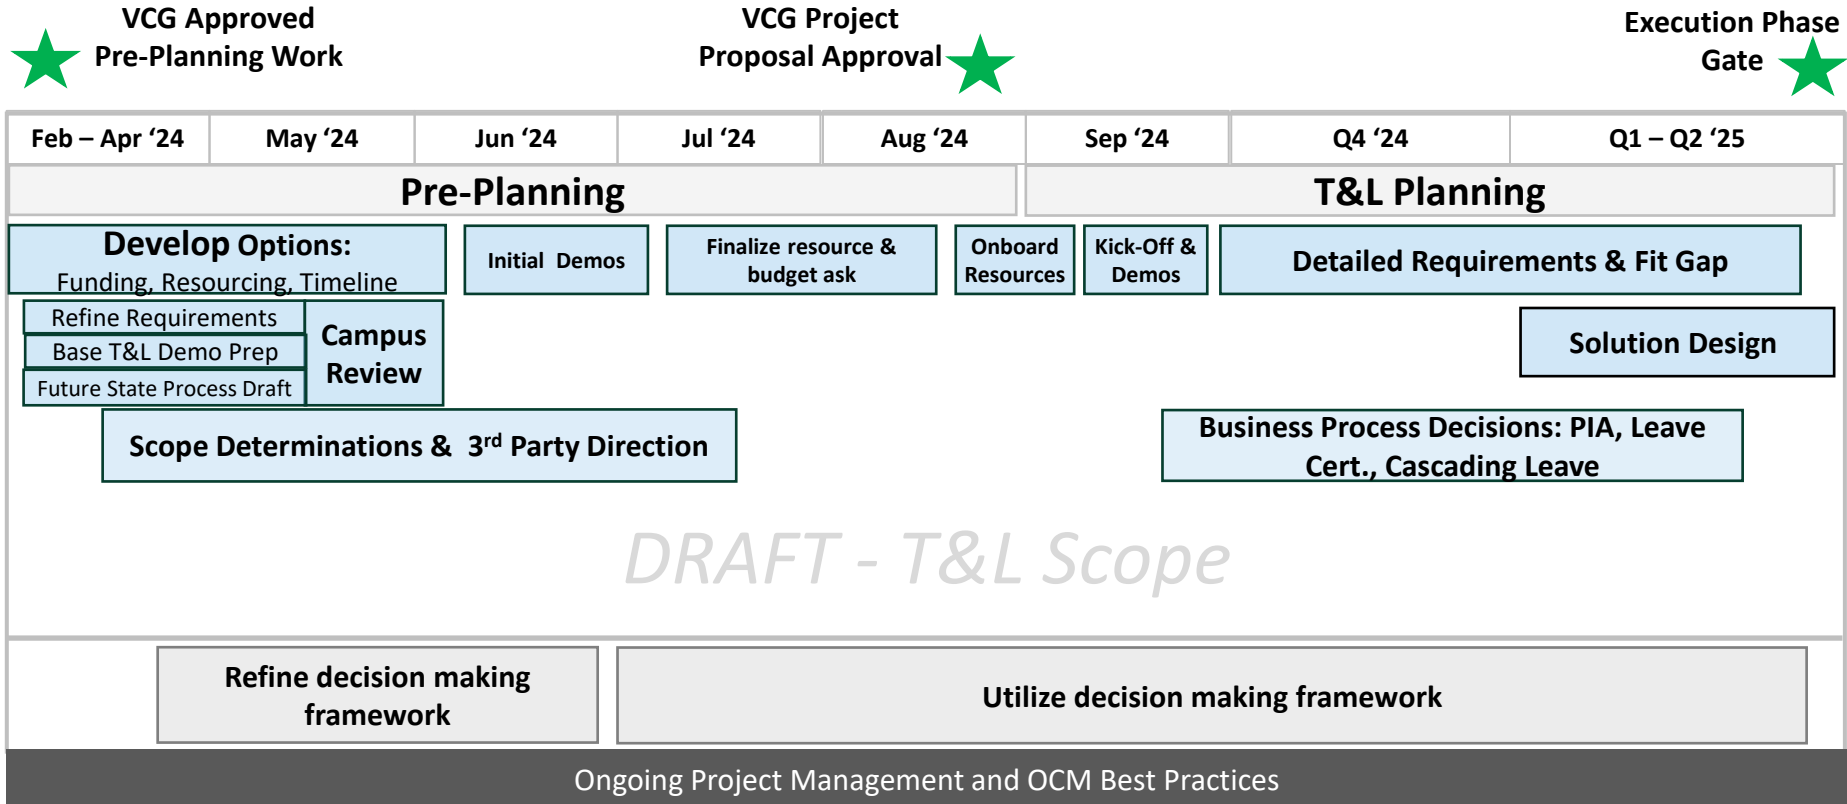 VCG Approved
Pre-Planning Work
VCG Project
Proposal Approval
Execution Phase
Gate
Feb – Apr ‘24
May ‘24
Jun ‘24
Jul ‘24
Aug ‘24
Sep ‘24
Q4 ‘24
Q1 – Q2 ‘25
Pre-Planning
T&L Planning
Develop Options:
Funding, Resourcing, Timeline
Initial Demos
Finalize resource &
budget ask
Onboard
Resources
Kick-Off &
Demos
Detailed Requirements & Fit Gap
Refine Requirements
Base T&L Demo Prep
Future State Process Draft
Campus
Review
Solution Design
Scope Determinations & 3rd Party Direction
Business Process Decisions: PIA, Leave
Cert., Cascading Leave
DRAFT - T&L Scope
Refine decision making
framework
Utilize decision making framework
Ongoing Project Management and OCM Best Practices